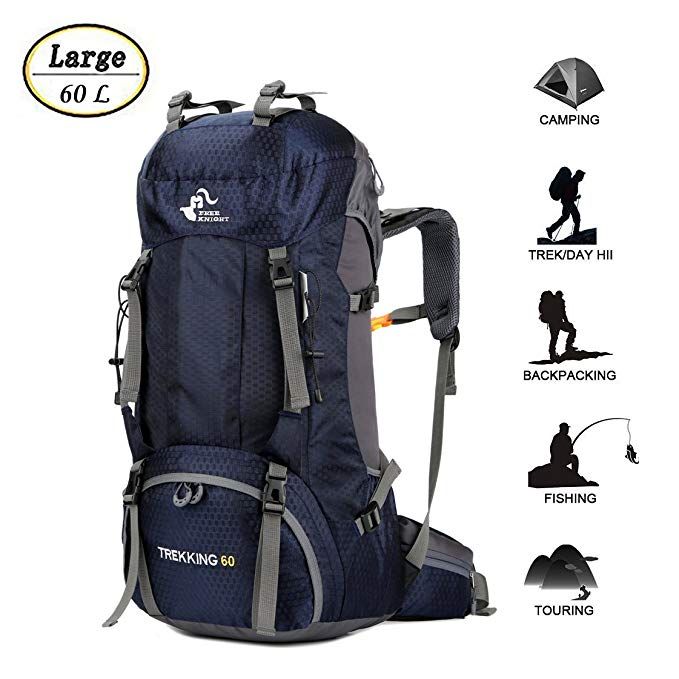 Large
60 L
FREE
KNIGHT
TREKKING 60
CAMPING
TREK/DAY HII
BACKPACKING
FISHING
TOURING